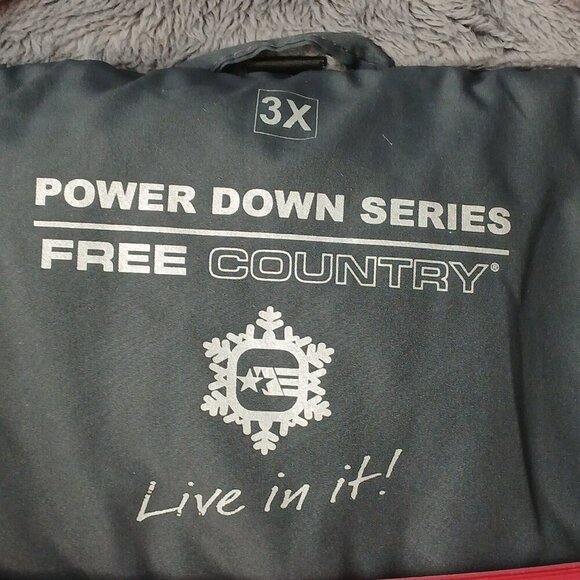 3X
POWER DOWN SERIES
FREE COUNTRY®
Live in it!